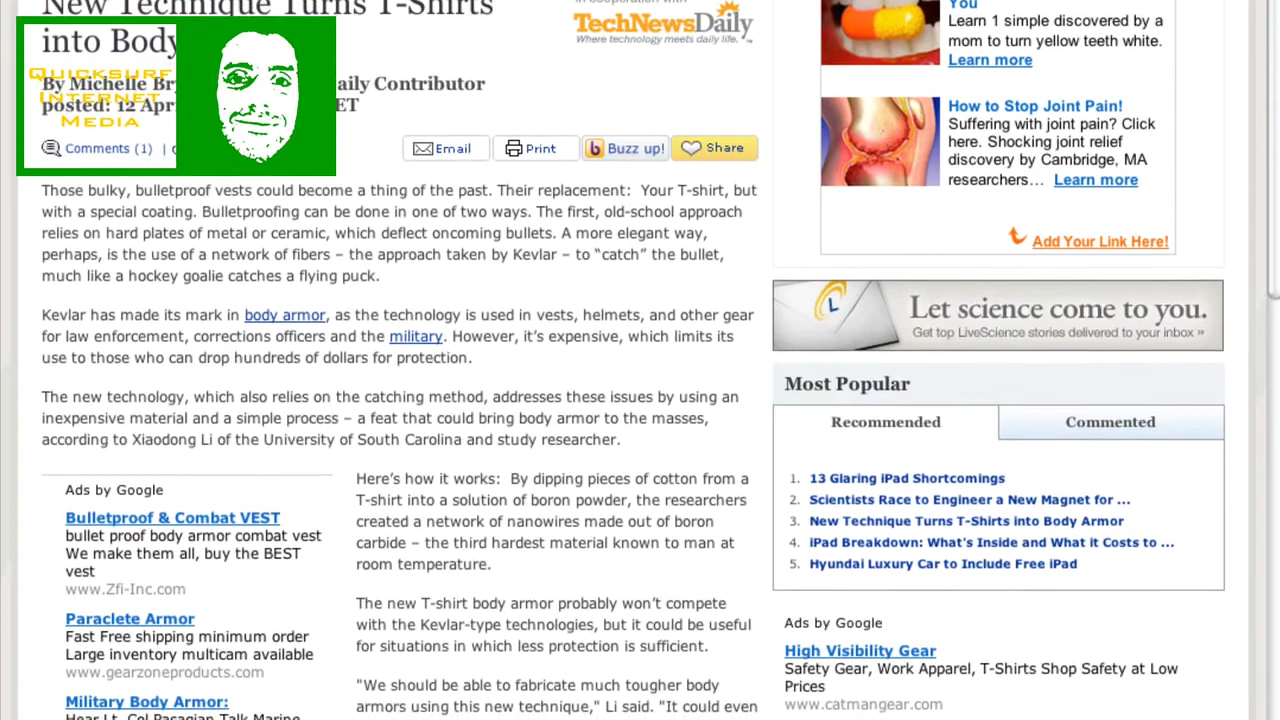 New Technique Turns T-Shirts
into Body
In cooperation with
TechNewsDaily
Where technology meets daily life.™
Quicksurf
Internet
Media
By Michelle
aily Contributor
posted: 12
ET
Comments (1) |
Email
Print
Buzz up!
Share
Those bulky, bulletproof vests could become a thing of the past. Their replacement: Your T-shirt, but
with a special coating. Bulletproofing can be done in one of two ways. The first, old-school approach
relies on hard plates of metal or ceramic, which deflect oncoming bullets. A more elegant way,
perhaps, is the use of a network of fibers – the approach taken by Kevlar – to “catch” the bullet,
much like a hockey goalie catches a flying puck.
Kevlar has made its mark in body armor, as the technology is used in vests, helmets, and other gear
for law enforcement, corrections officers and the military. However, it’s expensive, which limits its
use to those who can drop hundreds of dollars for protection.
The new technology, which also relies on the catching method, addresses these issues by using an
inexpensive material and a simple process – a feat that could bring body armor to the masses,
according to Xiaodong Li of the University of South Carolina and study researcher.
Ads by Google
Bulletproof & Combat VEST
bullet proof body armor combat vest
We make them all, buy the BEST
vest
www.Zfi-Inc.com
Paraclete Armor
Fast Free shipping minimum order
Large inventory multicam available
www.gearzoneproducts.com
Military Body Armor:
Hear Lt. Col Pasagian Talk Marine
Here’s how it works: By dipping pieces of cotton from a
T-shirt into a solution of boron powder, the researchers
created a network of nanowires made out of boron
carbide – the third hardest material known to man at
room temperature.
The new T-shirt body armor probably won’t compete
with the Kevlar-type technologies, but it could be useful
for situations in which less protection is sufficient.
"We should be able to fabricate much tougher body
armors using this new technique," Li said. "It could even
You
Learn 1 simple discovered by a
mom to turn yellow teeth white.
Learn more
How to Stop Joint Pain!
Suffering with joint pain? Click
here. Shocking joint relief
discovery by Cambridge, MA
researchers… Learn more
Add Your Link Here!
L
Let science come to you.
Get top LiveScience stories delivered to your inbox »
Most Popular
Recommended
Commented
1. 13 Glaring iPad Shortcomings
2. Scientists Race to Engineer a New Magnet for ...
3. New Technique Turns T-Shirts into Body Armor
4. iPad Breakdown: What's Inside and What it Costs to ...
5. Hyundai Luxury Car to Include Free iPad
Ads by Google
High Visibility Gear
Safety Gear, Work Apparel, T-Shirts Shop Safety at Low
Prices
www.catmangear.com